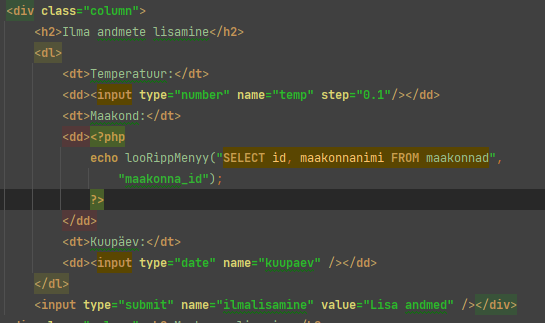 <div class="column">
<h2>Ilma andmete lisamine</h2>
<dl>
<dt>Temperatuur:</dt>
<dd><input type="number" name="temp" step="0.1"/></dd>
<dt>Maakond:</dt>
<dd><?php
echo looRippMenyy("SELECT id, maakonnanimi FROM maakonnad",
"maakonna_id");
?>
</dd>
<dt>Kuupäev:</dt>
<dd><input type="date" name="kuupaev" /></dd>
</dl>
<input type="submit" name="ilmalisamine" value="Lisa andmed" /></div>